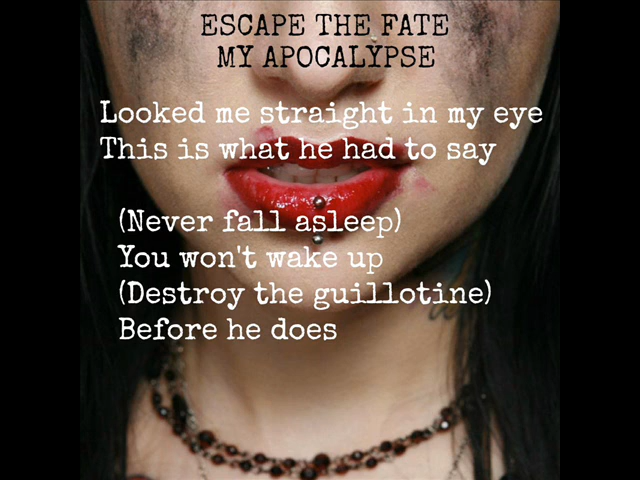 ESCAPE THE FATE
MY APOCALYPSE
Looked me straight in my eye
This is what he had to say
(Never fall asleep)
You won't wake up
(Destroy the guillotine)
Before he does